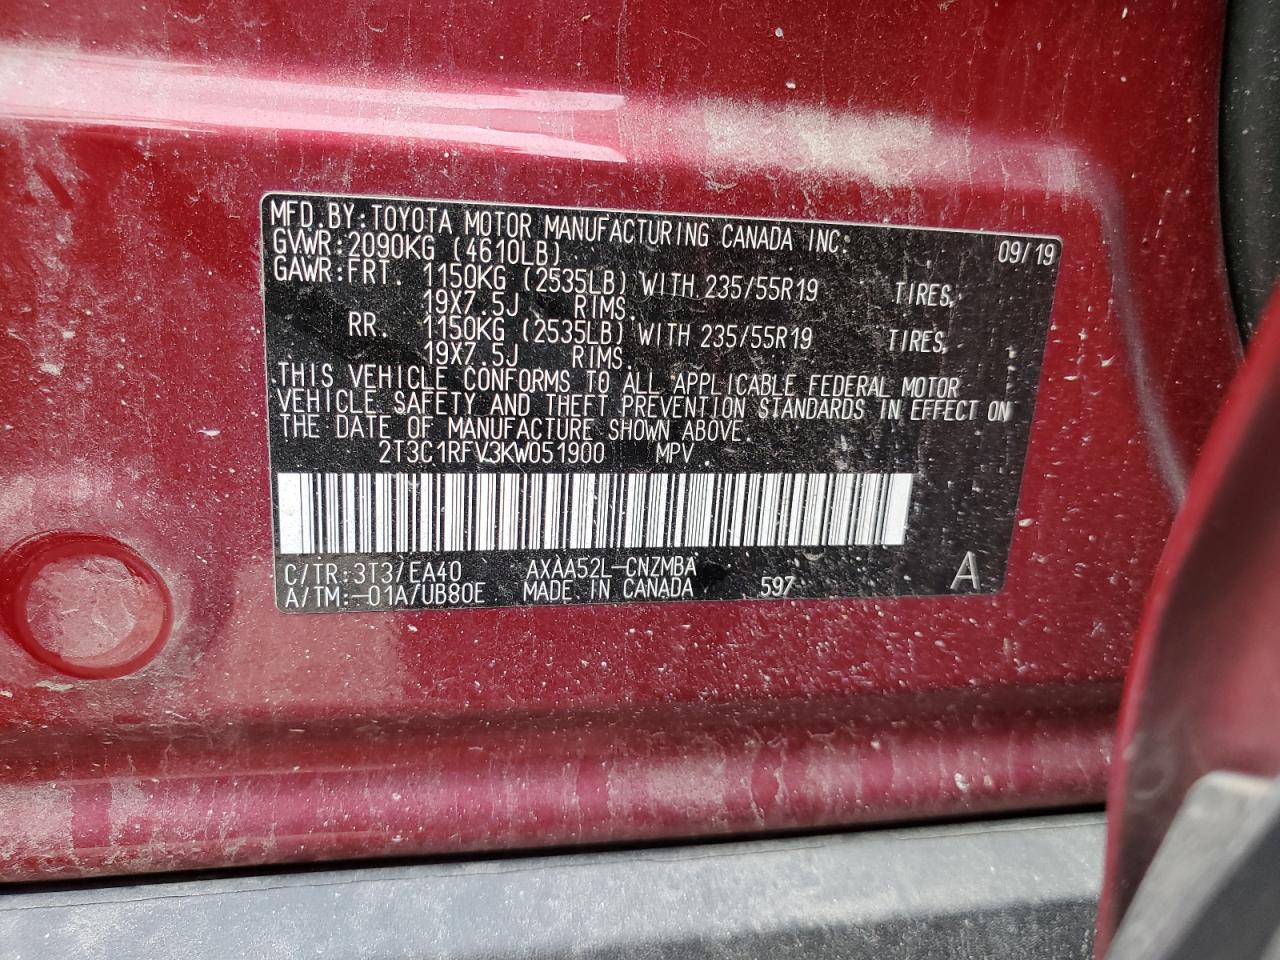 MFD.BY:TOYOTA MOTOR MANUFACTURING CANADA INC. 09/19
GVWR:2090KG (4610LB)
GAWR:FRT. 1150KG (2535LB) WITH 235/55R19 TIRES,
19X7.5J RIMS,
RR. 1150KG (2535LB) WITH 235/55R19 TIRES,
19X7.5J RIMS
THIS VEHICLE CONFORMS TO ALL APPLICABLE FEDERAL MOTOR
VEHICLE SAFETY AND THEFT PREVENTION STANDARDS IN EFFECT ON
THE DATE OF MANUFACTURE SHOWN ABOVE.
2T3C1RFV3KW051900 MPV
C/TR:3T3/EA40 AXAA52L-CNZMBA
A/TM:-01A/UB80E MADE IN CANADA 597 A